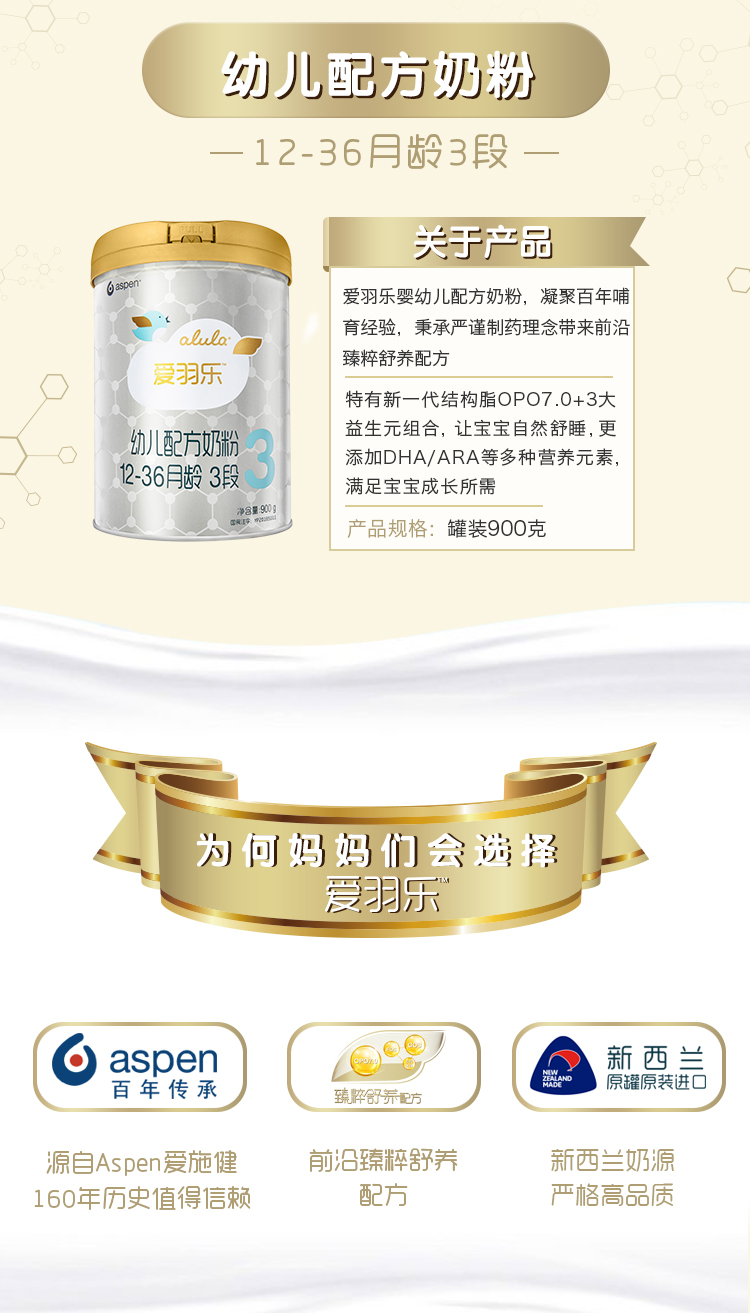 幼儿配方奶粉
12-36月龄3段
关于产品
aspen
alula
爱羽乐
幼儿配方奶粉
12-36月龄 3段
3
净含量:900g
爱羽乐婴幼儿配方奶粉，凝聚百年哺
育经验，秉承严谨制药理念带来前沿
臻粹舒养配方
特有新一代结构脂OPO7.0+3大
益生元组合, 让宝宝自然舒睡, 更
添加DHA/ARA等多种营养元素,
满足宝宝成长所需
产品规格：罐装900克
为何妈妈们会选择
爱羽乐™
aspen
百年传承
OPO7.0
臻粹舒养配方
NEW
ZEALAND
MADE
新西兰
原罐原装进口
源自Aspen爱施健
160年历史值得信赖
前沿臻粹舒养
配方
新西兰奶源
严格高品质